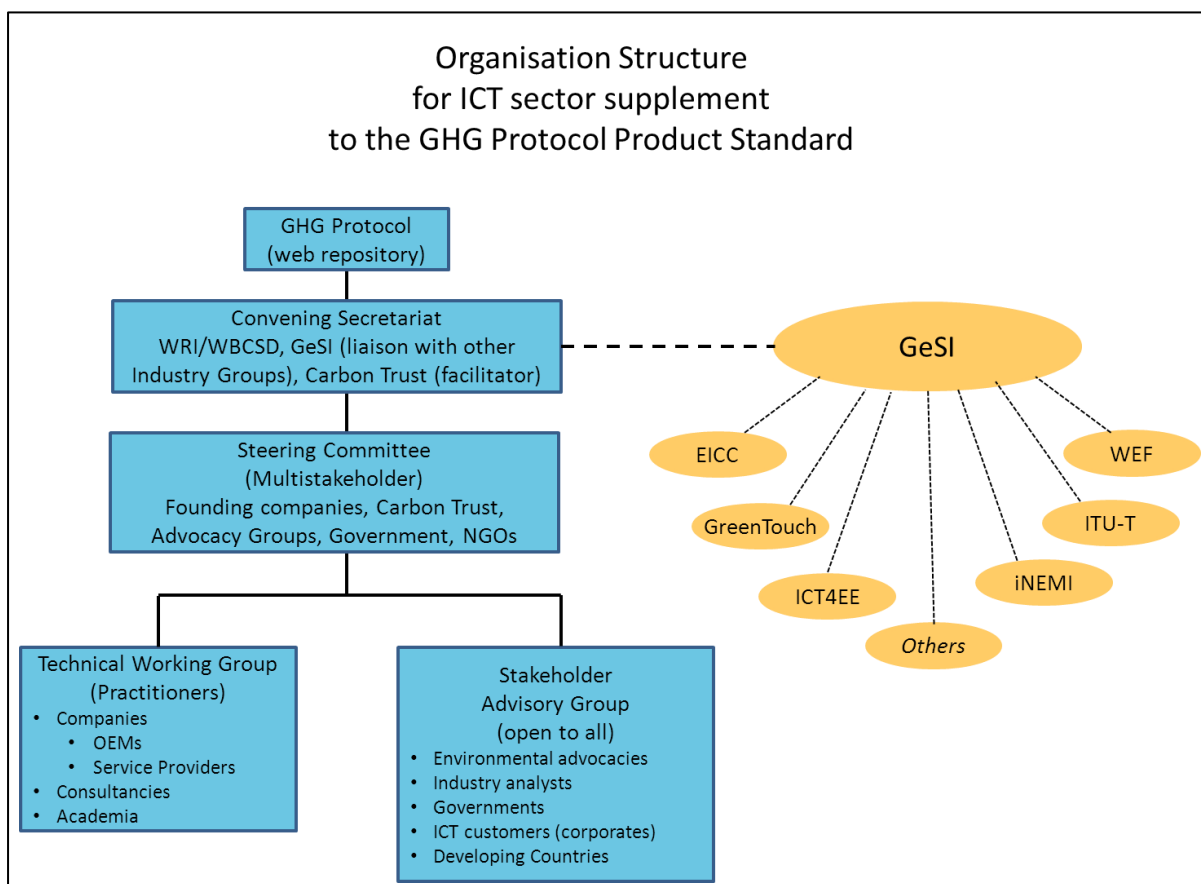 Organisation Structure
for ICT sector supplement
to the GHG Protocol Product Standard
GHG Protocol
(web repository)
Convening Secretariat
WRI/WBCSD, GeSI (liaison with other
Industry Groups), Carbon Trust (facilitator)
Steering Committee
(Multistakeholder)
Founding companies, Carbon Trust,
Advocacy Groups, Government, NGOs
Technical Working Group
(Practitioners)
• Companies
• OEMs
• Service Providers
• Consultancies
• Academia
Stakeholder
Advisory Group
(open to all)
• Environmental advocacies
• Industry analysts
• Governments
• ICT customers (corporates)
• Developing Countries
GeSI
EICC
GreenTouch
ICT4EE
Others
iNEMI
ITU-T
WEF